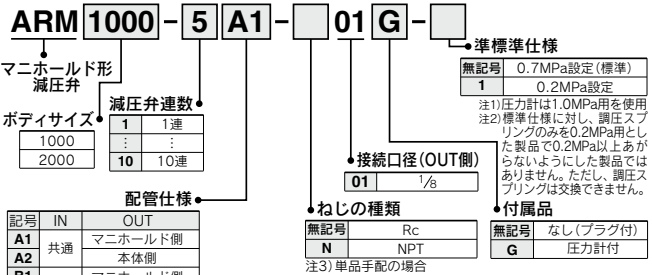 ARM 1000 - 5 A1 - 01 G -
マニホールド形
減圧弁
ボディサイズ
1000
2000
減圧弁連数
1 1連
⋮ ⋮
10 10連
配管仕様
記号 IN OUT
A1 共通 マニホールド側
A2 本体側
B1 マニホールド側
接続口径(OUT側)
01 1/8
ねじの種類
無記号 Rc
N NPT
注3)単品手配の場合
準標準仕様
無記号 0.7MPa設定(標準)
1 0.2MPa設定
注1)圧力計は1.0MPa用を使用
注2)標準仕様に対し、調圧スプ
リングのみを0.2MPa用とし
た製品で0.2MPa以上あが
らないようにした製品では
ありません。ただし、調圧ス
プリングは交換できません。
付属品
無記号 なし(プラグ付)
G 圧力計付